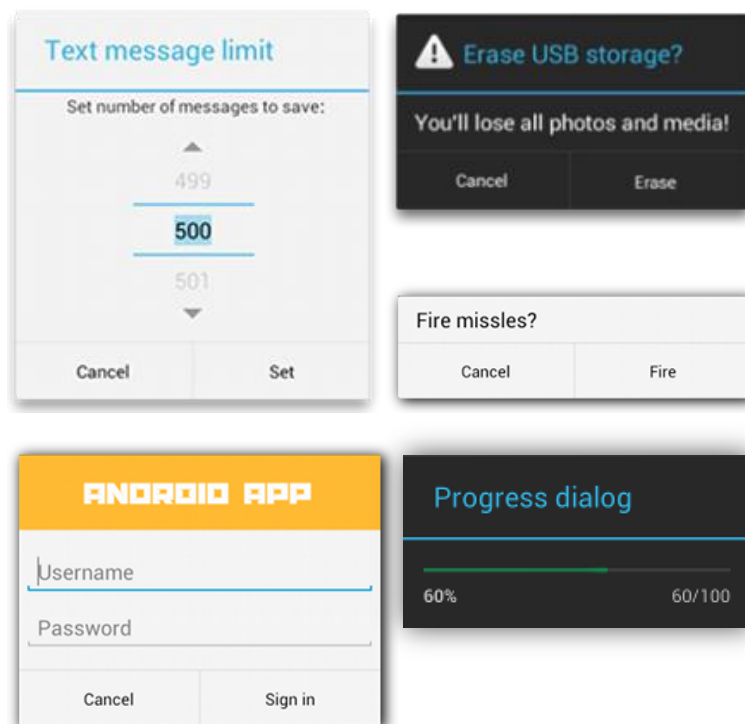 Text message limit
Set number of messages to save:
499
500
501
Cancel Set
Erase USB storage?
You'll lose all photos and media!
Cancel Erase
Fire missles?
Cancel Fire
ANDROID APP
Username
Password
Cancel Sign in
Progress dialog
60% 60/100